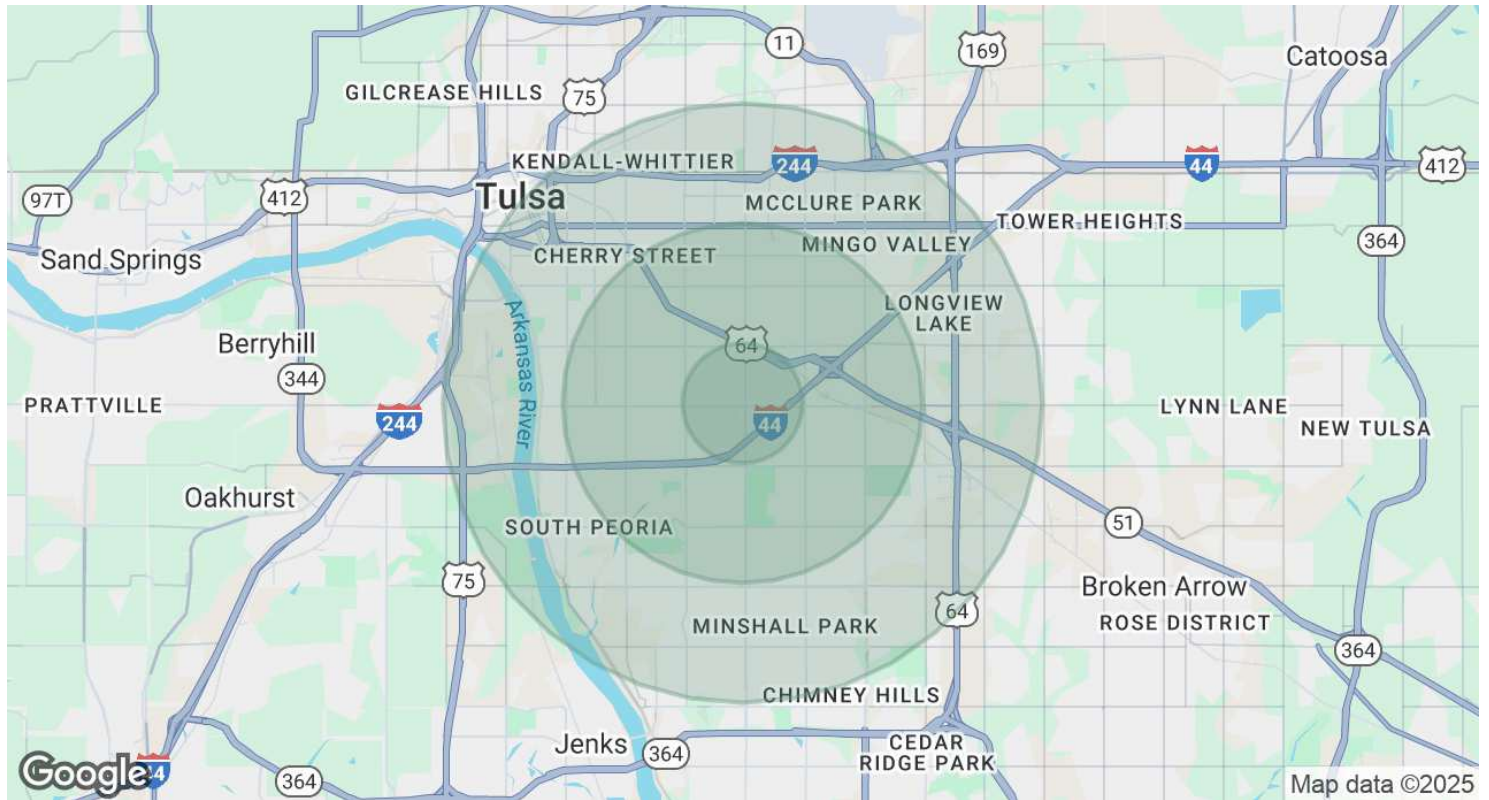 11
169
Catoosa
GILCREASE HILLS
75
KENDALL-WHITTIER
244
44
412
97T
412
Tulsa
MCCLURE PARK
TOWER HEIGHTS
364
Sand Springs
CHERRY STREET
MINGO VALLEY
LONGVIEW
LAKE
Arkansas River
Berryhill
64
344
PRATTVILLE
244
44
LYNN LANE
NEW TULSA
Oakhurst
SOUTH PEORIA
51
75
Broken Arrow
64
ROSE DISTRICT
MINSHALL PARK
364
CHIMNEY HILLS
Jenks
364
CEDAR
RIDGE PARK
Google
44
364
Map data ©2025